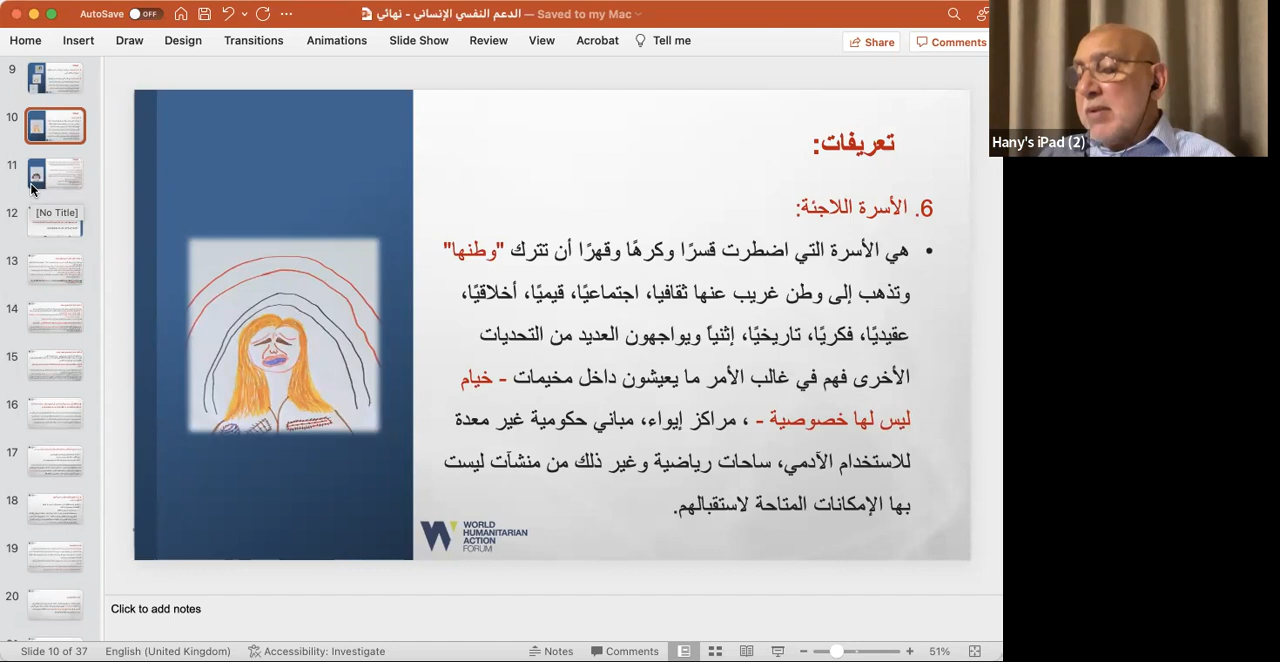 AutoSave OFF
الدعم النفسي الإنساني - نهائي — Saved to my Mac
Home Insert Draw Design Transitions Animations Slide Show Review View Acrobat Tell me
Share Comments
Hany's iPad (2)
9
10
11
12
[No Title]
13
14
15
16
17
18
19
20
تعريفات:
6. الأسرة اللاجئة:
• هي الأسرة التي اضطرت قسرًا وكرهًا وقهرًا أن تترك "وطنها"
وتذهب إلى وطن غريب عنها ثقافيا، اجتماعيًا، قيميًا، أخلاقيًا،
عقيديًا، فكريًا، تاريخيًا، إثنياً ويواجهون العديد من التحديات
الأخرى فهم في غالب الأمر ما يعيشون داخل مخيمات - خيام
ليس لها خصوصية - ، مراكز إيواء، مباني حكومية غير معدة
للاستخدام الآدمي، ساحات رياضية وغير ذلك من منشئت ليست
بها الإمكانات المتاحة لاستقبالهم.
WORLD
HUMANITARIAN
ACTION
FORUM
Click to add notes
Slide 10 of 37 English (United Kingdom) Accessibility: Investigate Notes Comments 51%